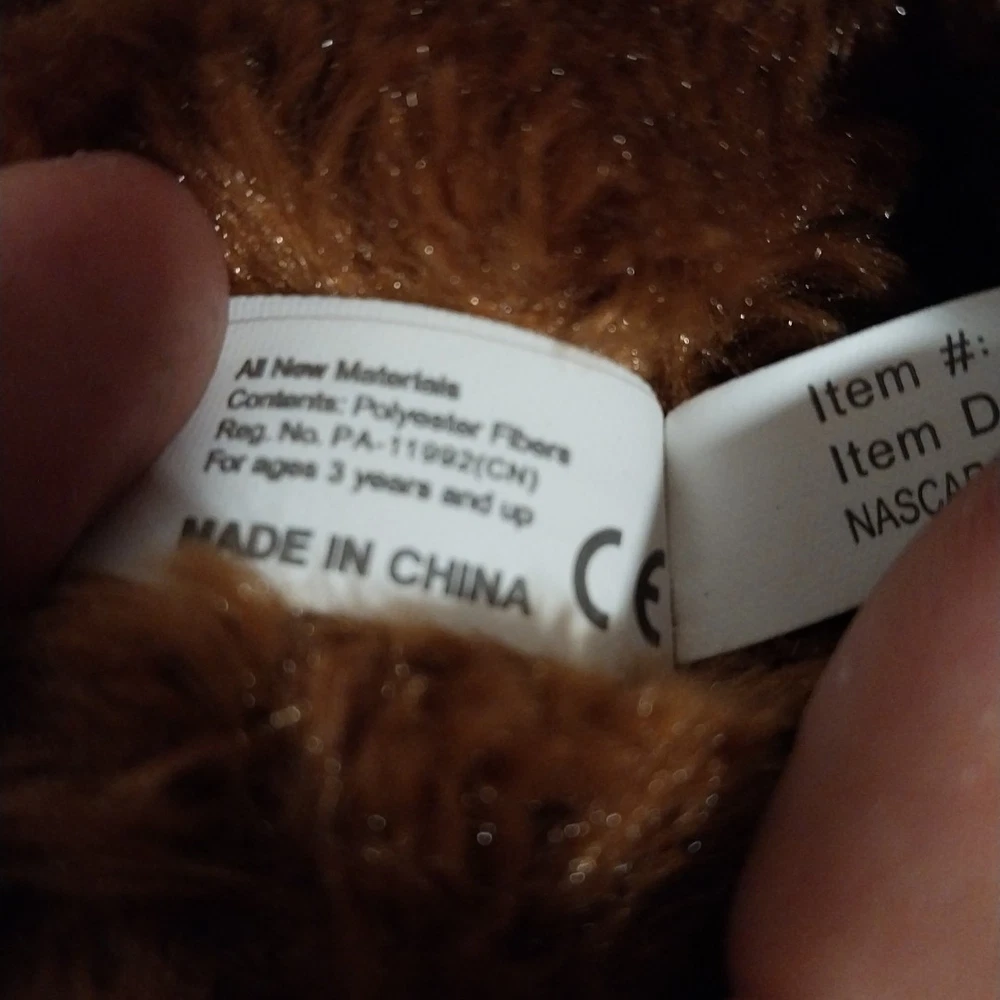 All New Materials
Contents: Polyester Fibers
Reg. No. PA-11992(CN)
For ages 3 years and up
MADE IN CHINA
CE
Item #:
Item D
NASCAR